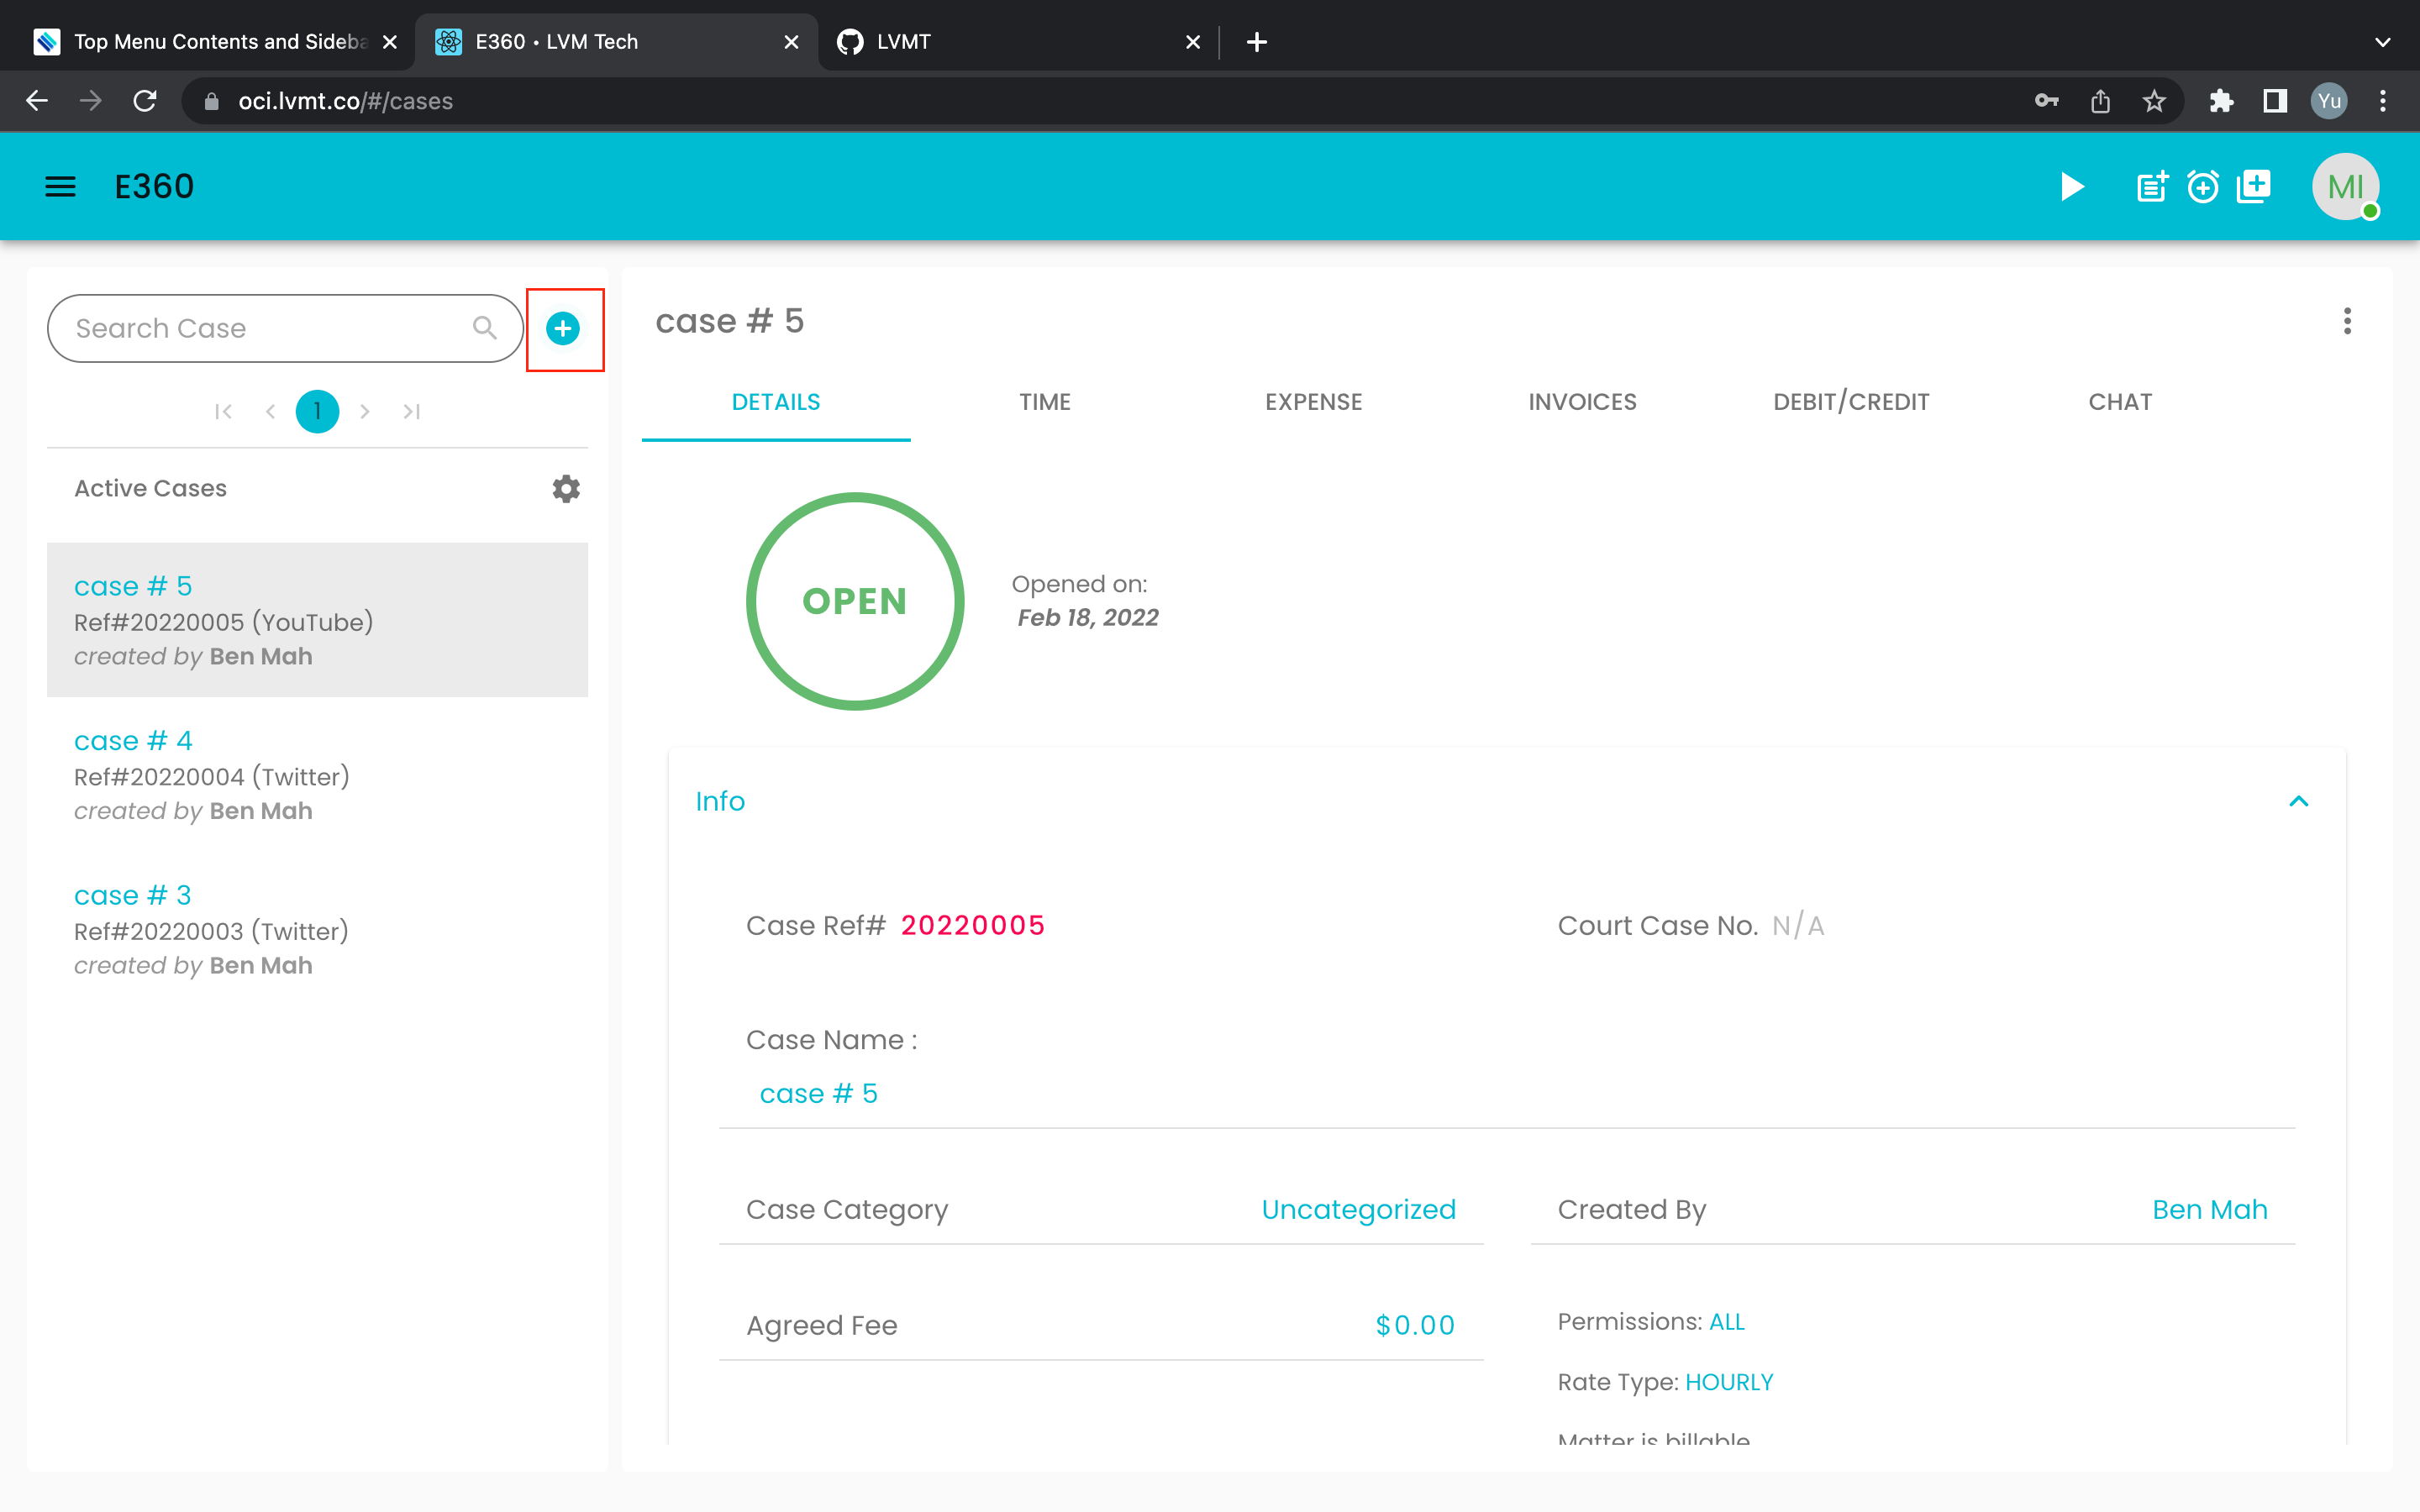 Top Menu Contents and Sideba
E360 • LVM Tech
LVMT
oci.lvmt.co/#/cases
Yu
E360
MI
Search Case
1
Active Cases
case # 5
Ref#20220005 (YouTube)
created by Ben Mah
case # 4
Ref#20220004 (Twitter)
created by Ben Mah
case # 3
Ref#20220003 (Twitter)
created by Ben Mah
case # 5
DETAILS TIME EXPENSE INVOICES DEBIT/CREDIT CHAT
OPEN
Opened on:
Feb 18, 2022
Info
Case Ref# 20220005
Court Case No. N/A
Case Name :
case # 5
Case Category Uncategorized
Created By Ben Mah
Agreed Fee $0.00
Permissions: ALL
Rate Type: HOURLY
Matter is billable